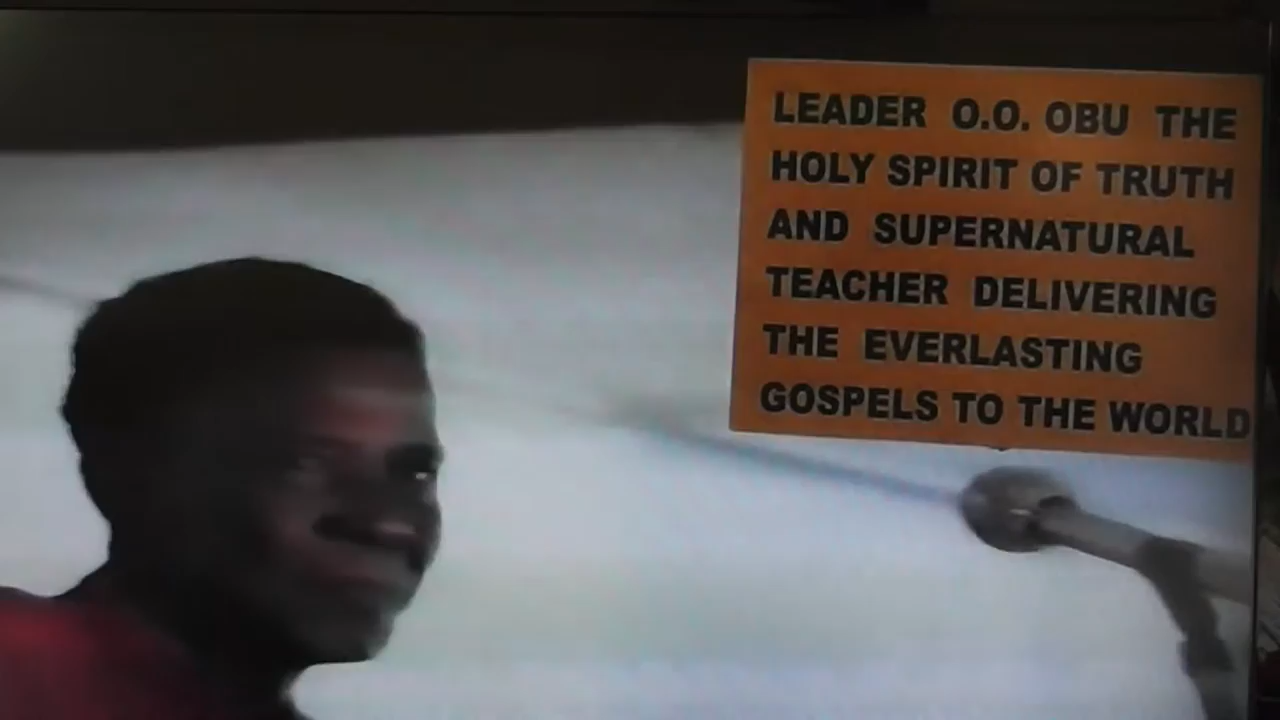 LEADER O.O. OBU THE
HOLY SPIRIT OF TRUTH
AND SUPERNATURAL
TEACHER DELIVERING
THE EVERLASTING
GOSPELS TO THE WORLD